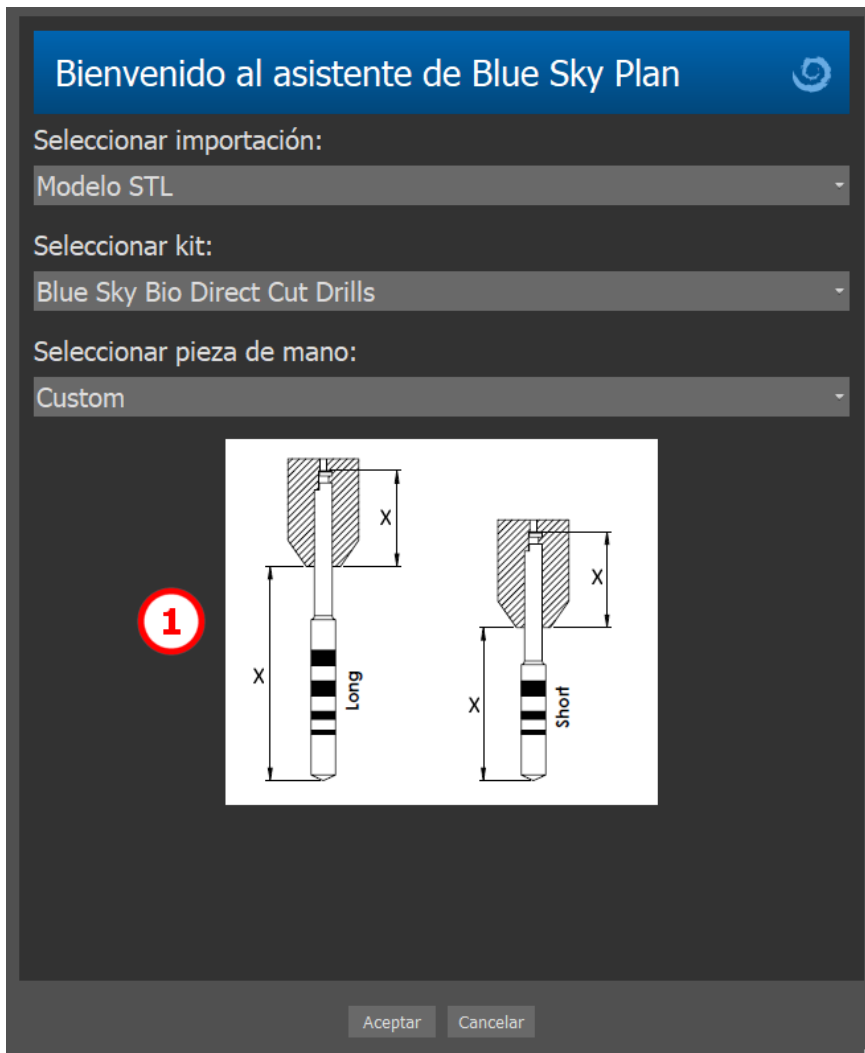 Bienvenido al asistente de Blue Sky Plan
Seleccionar importación:
Modelo STL
Seleccionar kit:
Blue Sky Bio Direct Cut Drills
Seleccionar pieza de mano:
Custom
X
X
1
X
Long
X
Short
Aceptar Cancelar